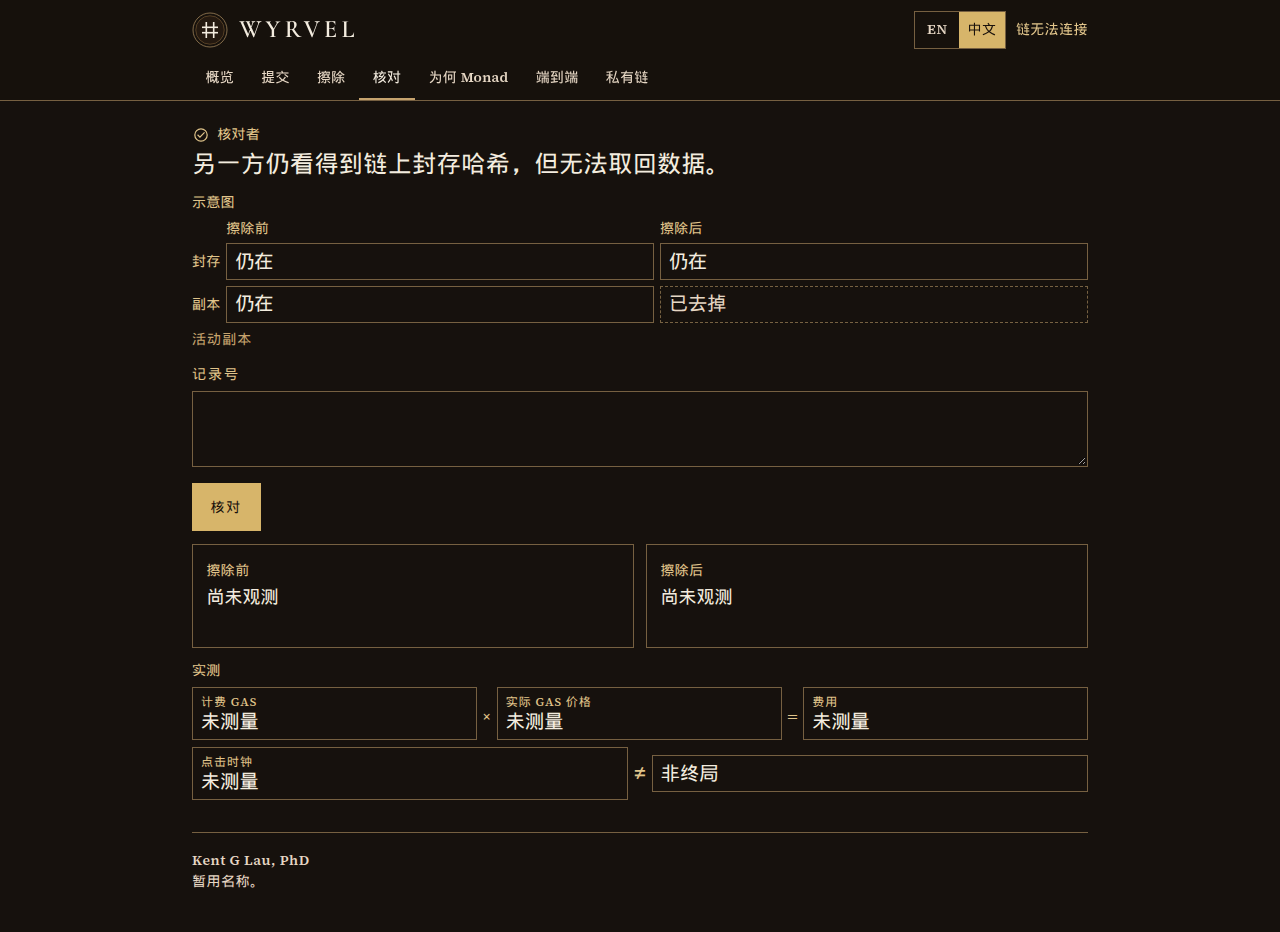 WYRVEL
EN 中文 链无法连接
概览 提交 擦除 核对 为何 Monad 端到端 私有链
核对者
另一方仍看得到链上封存哈希，但无法取回数据。
示意图
擦除前 擦除后
封存 仍在 仍在
副本 仍在 已去掉
活动副本
记录号
核对
擦除前 擦除后
尚未观测 尚未观测
实测
计费 GAS 实际 GAS 价格 费用
未测量 × 未测量 = 未测量
点击时钟
未测量 ≠ 非终局
Kent G Lau, PhD
暂用名称。